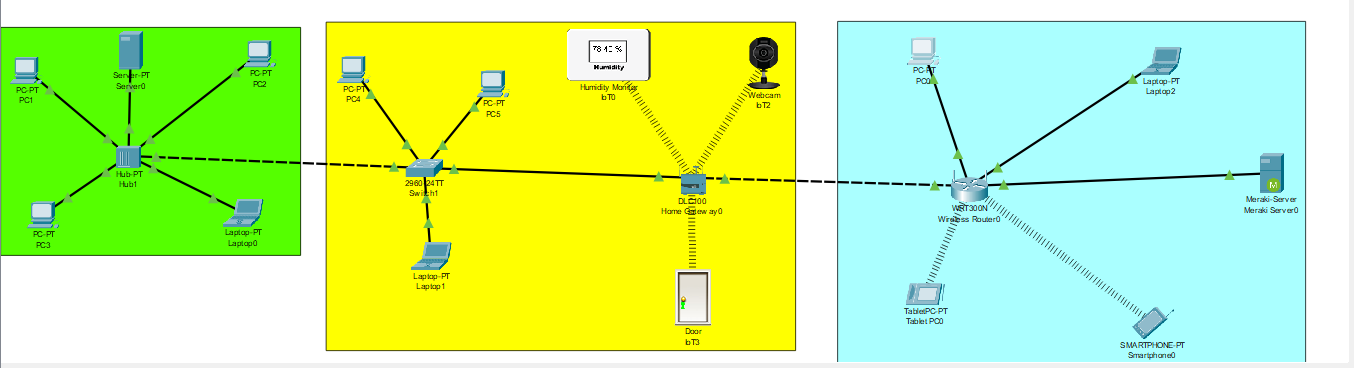 PC-PT
PC1
Server-PT
Server0
PC-PT
PC2
Hub-PT
Hub1
PC-PT
PC3
Laptop-PT
Laptop0
PC-PT
PC4
PC-PT
PC5
Humidity
Humidity Monitor
IoT0
Webcam
IoT2
2960-24TT
Switch1
Home Gateway0
Laptop-PT
Laptop1
Door
IoT3
PC-PT
PC0
Laptop-PT
Laptop2
WRT300N
Wireless Router0
M
Meraki-Server
Meraki Server0
TabletPC-PT
Tablet PC0
SMARTPHONE-PT
Smartphone0